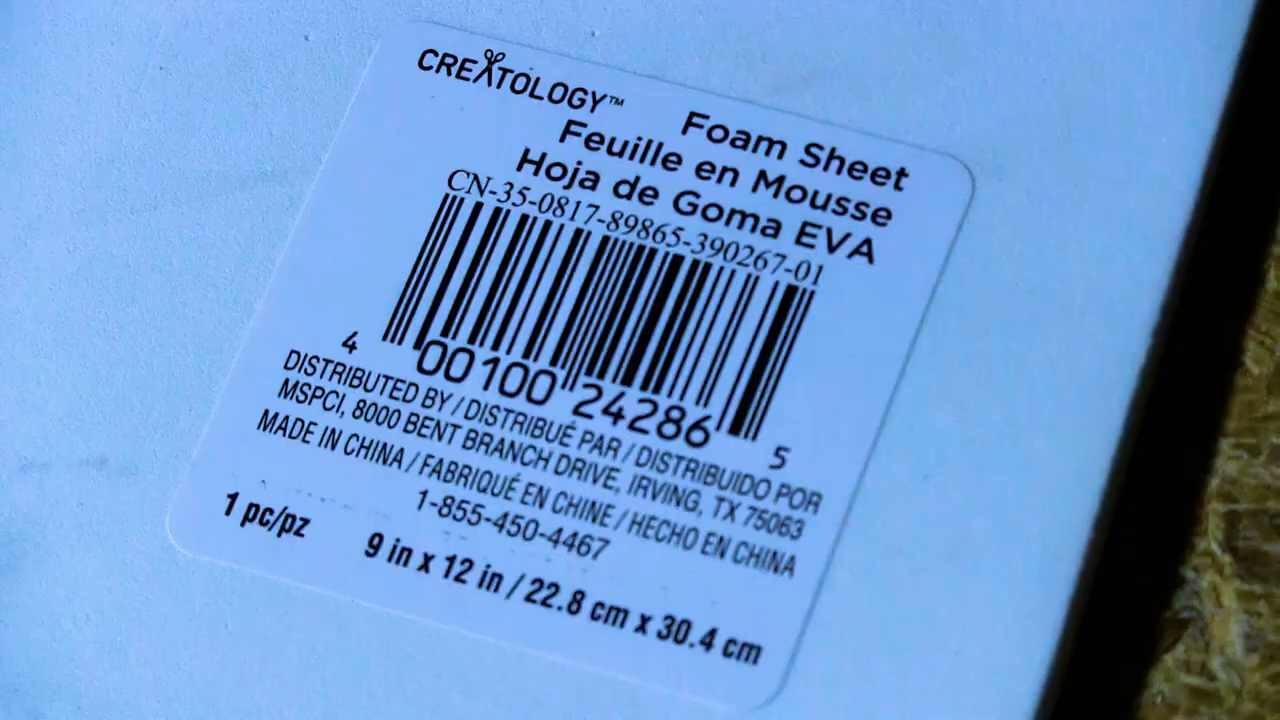 CREATOLOGY™
Foam Sheet
Feuille en Mousse
Hoja de Goma EVA
CN-35-0817-89865-390267-01
4 00100 24286 5
DISTRIBUTED BY / DISTRIBUÉ PAR / DISTRIBUIDO POR
MSPCI, 8000 BENT BRANCH DRIVE, IRVING, TX 75063
MADE IN CHINA / FABRIQUÉ EN CHINE / HECHO EN CHINA
1-855-450-4467
1 pc/pz
9 in x 12 in / 22.8 cm x 30.4 cm